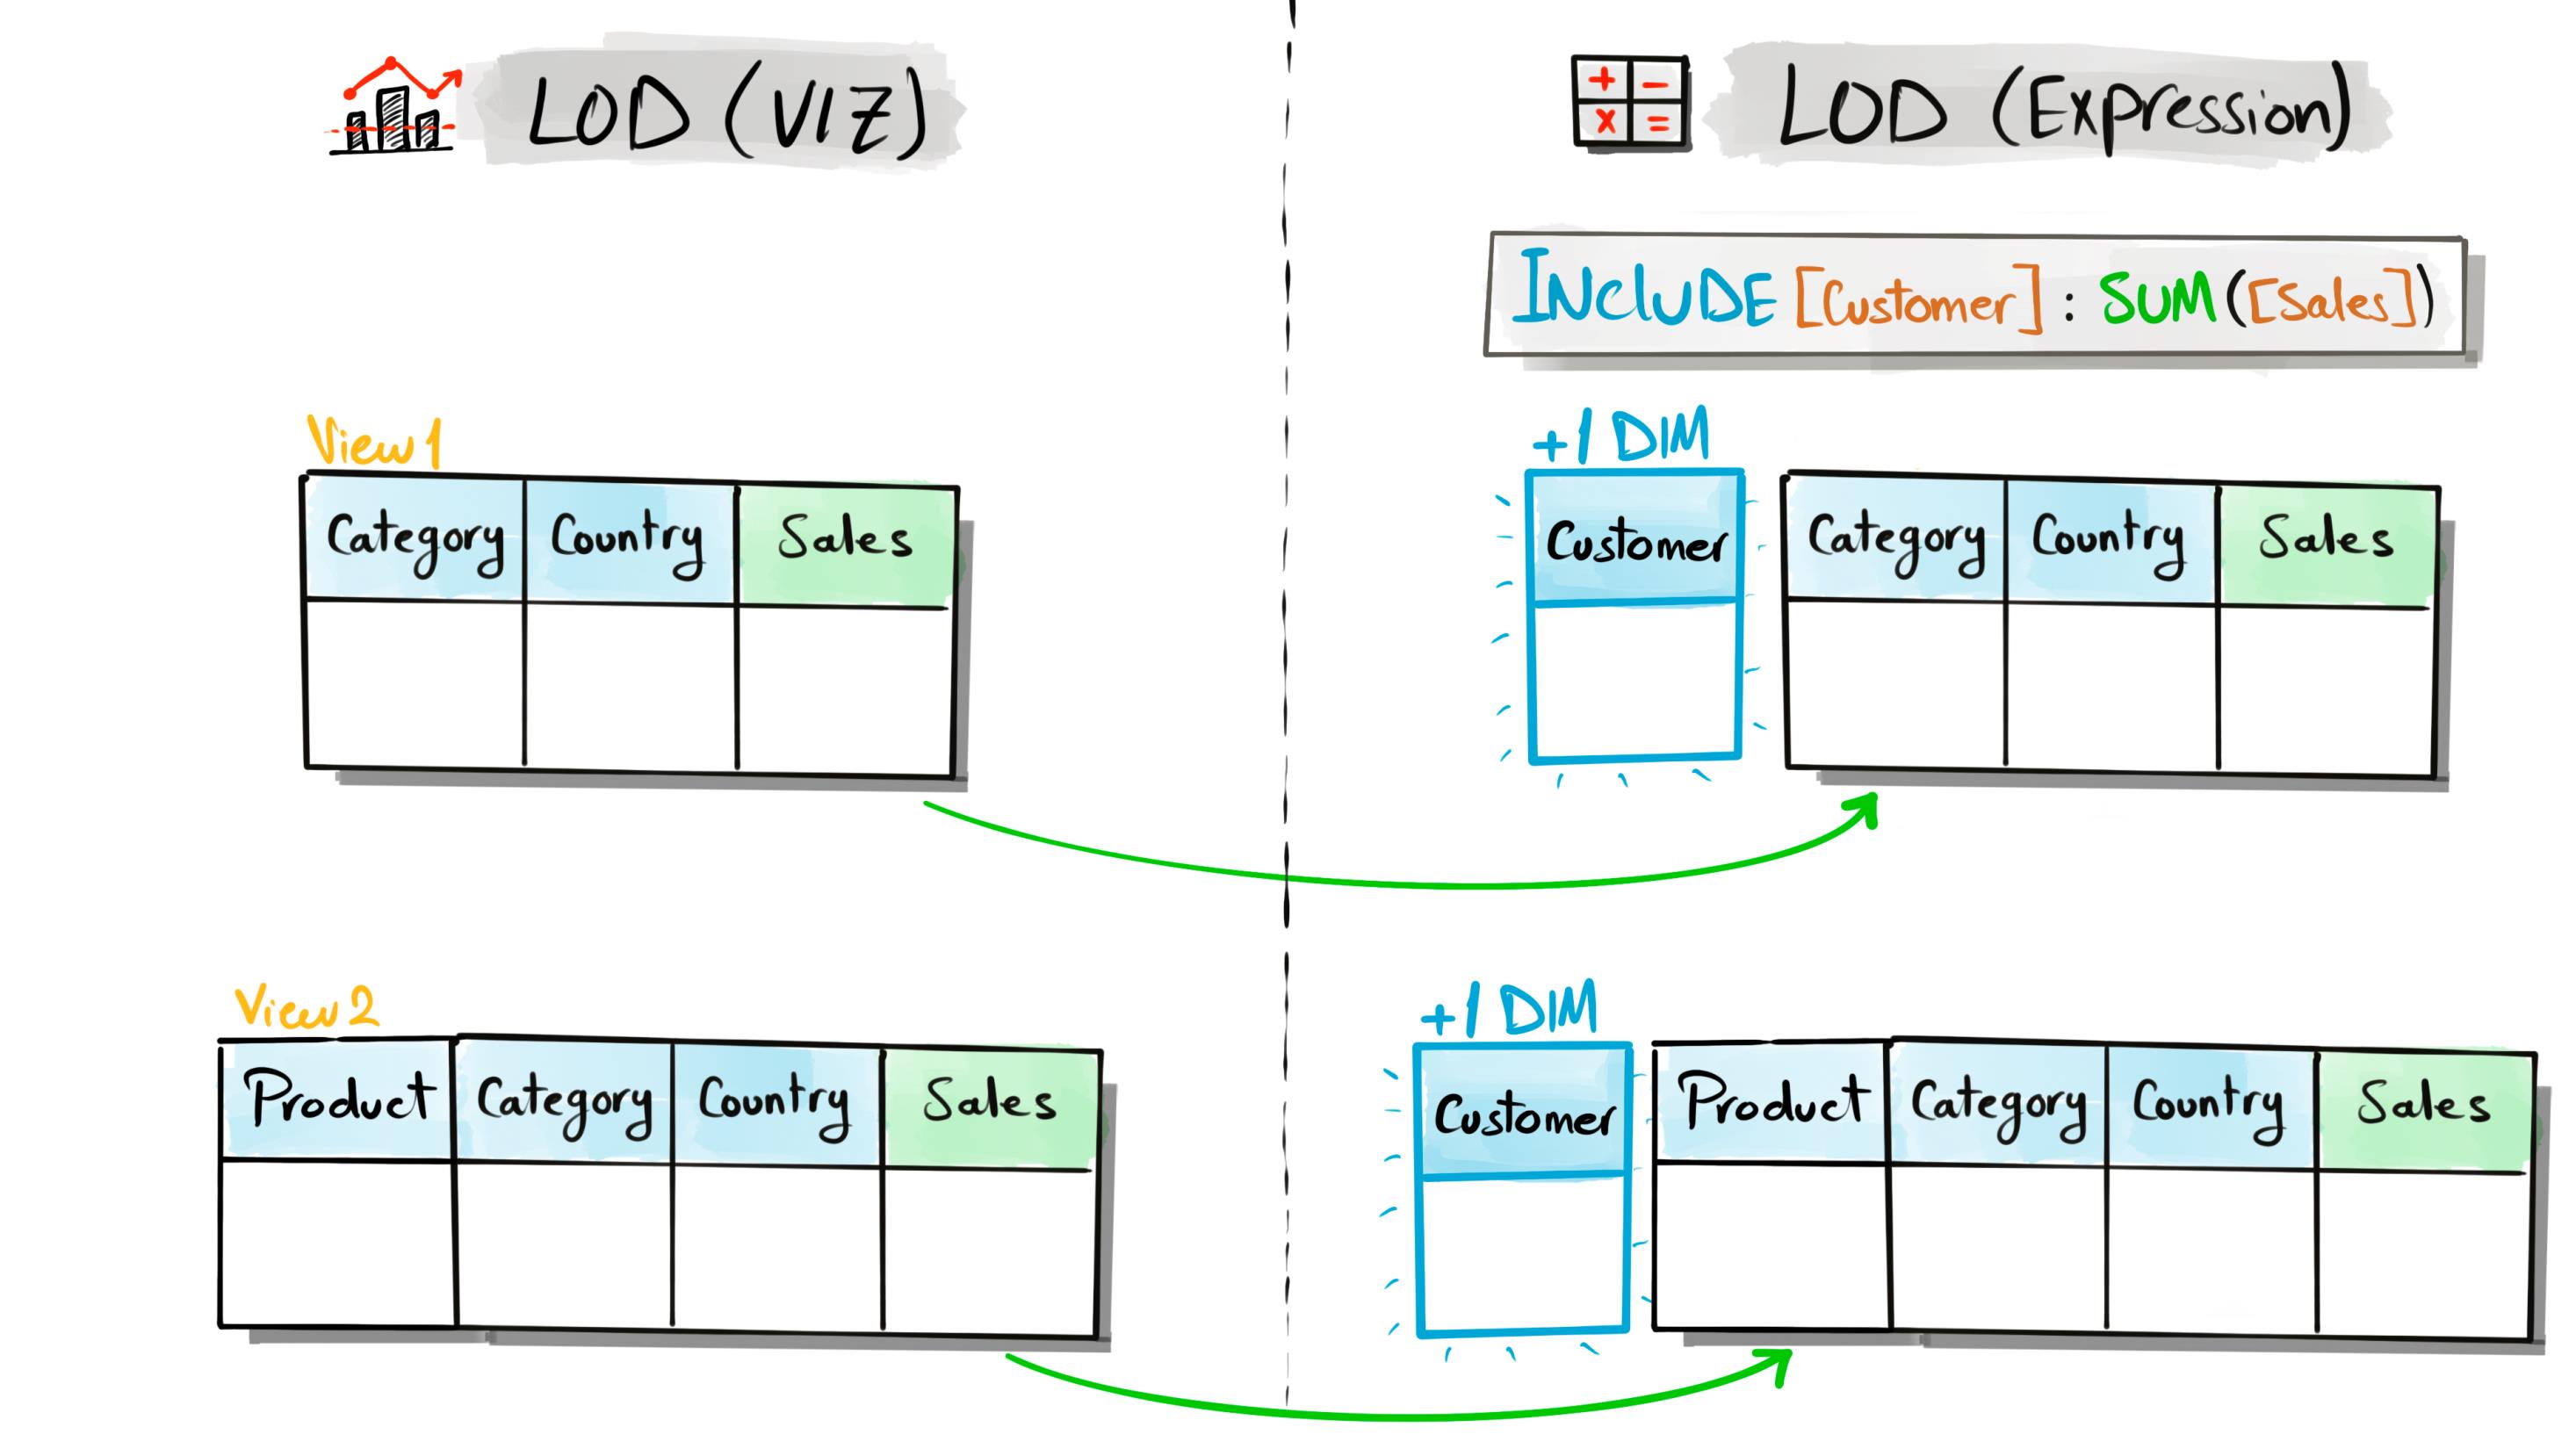 LOD (VIZ)
+ −
x =
LOD (Expression)
INCLUDE [Customer] : SUM([Sales])
View 1
Category Country Sales
+1 DIM
Customer Category Country Sales
View 2
Product Category Country Sales
+1 DIM
Customer Product Category Country Sales